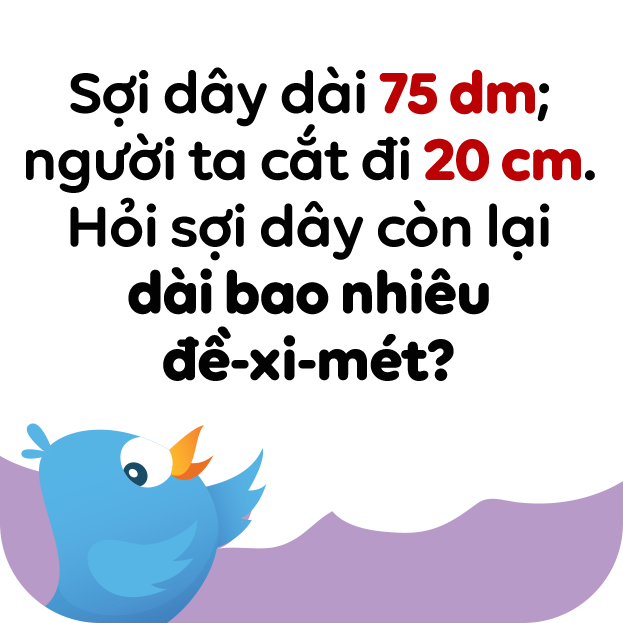 Sợi dây dài 75 dm;
người ta cắt đi 20 cm.
Hỏi sợi dây còn lại
dài bao nhiêu
đề-xi-mét?